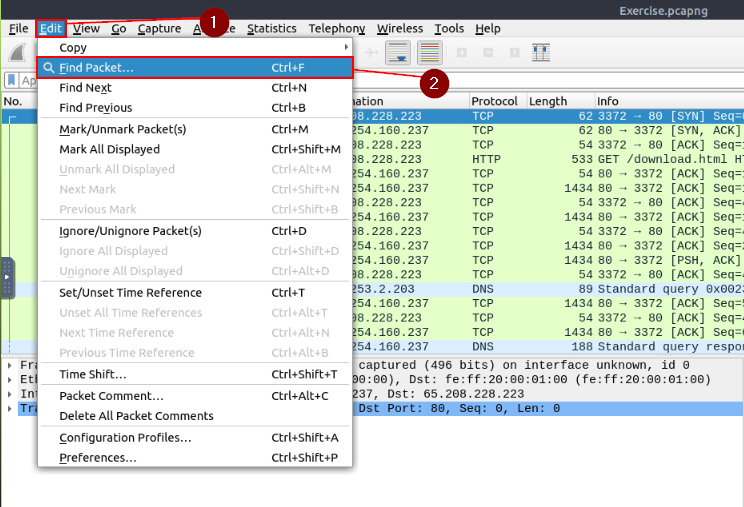 Exercise.pcapng
File Edit View Go Capture Statistics Telephony Wireless Tools Help
1
Copy
Find Packet… Ctrl+F
2
Find Next Ctrl+N
Find Previous Ctrl+B
Mark/Unmark Packet(s) Ctrl+M
Mark All Displayed Ctrl+Shift+M
Unmark All Displayed Ctrl+Alt+M
Next Mark Ctrl+Shift+N
Previous Mark Ctrl+Shift+B
Ignore/Unignore Packet(s) Ctrl+D
Ignore All Displayed Ctrl+Shift+D
Unignore All Displayed Ctrl+Alt+D
Set/Unset Time Reference Ctrl+T
Unset All Time References Ctrl+Alt+T
Next Time Reference Ctrl+Alt+N
Previous Time Reference Ctrl+Alt+B
Time Shift… Ctrl+Shift+T
Packet Comment… Ctrl+Alt+C
Delete All Packet Comments
Configuration Profiles… Ctrl+Shift+A
Preferences… Ctrl+Shift+P
Ap
No. nation Protocol Length Info
08.228.223 TCP 62 3372 → 80 [SYN] Seq=
254.160.237 TCP 62 80 → 3372 [SYN, ACK]
08.228.223 TCP 54 3372 → 80 [ACK] Seq=1
08.228.223 HTTP 533 GET /download.html HT
254.160.237 TCP 54 80 → 3372 [ACK] Seq=1
254.160.237 TCP 1434 80 → 3372 [ACK] Seq=1
08.228.223 TCP 54 3372 → 80 [ACK] Seq=4
254.160.237 TCP 1434 80 → 3372 [ACK] Seq=1
08.228.223 TCP 54 3372 → 80 [ACK] Seq=4
254.160.237 TCP 1434 80 → 3372 [ACK] Seq=2
254.160.237 TCP 1434 80 → 3372 [PSH, ACK]
08.228.223 TCP 54 3372 → 80 [ACK] Seq=4
253.2.203 DNS 89 Standard query 0x0023
254.160.237 TCP 1434 80 → 3372 [ACK] Seq=5
08.228.223 TCP 54 3372 → 80 [ACK] Seq=4
254.160.237 TCP 1434 80 → 3372 [ACK] Seq=6
254.160.237 DNS 188 Standard query respon
Fra captured (496 bits) on interface unknown, id 0
Eth 00:00), Dst: fe:ff:20:00:01:00 (fe:ff:20:00:01:00)
Int 237, Dst: 65.208.228.223
Tra Dst Port: 80, Seq: 0, Len: 0